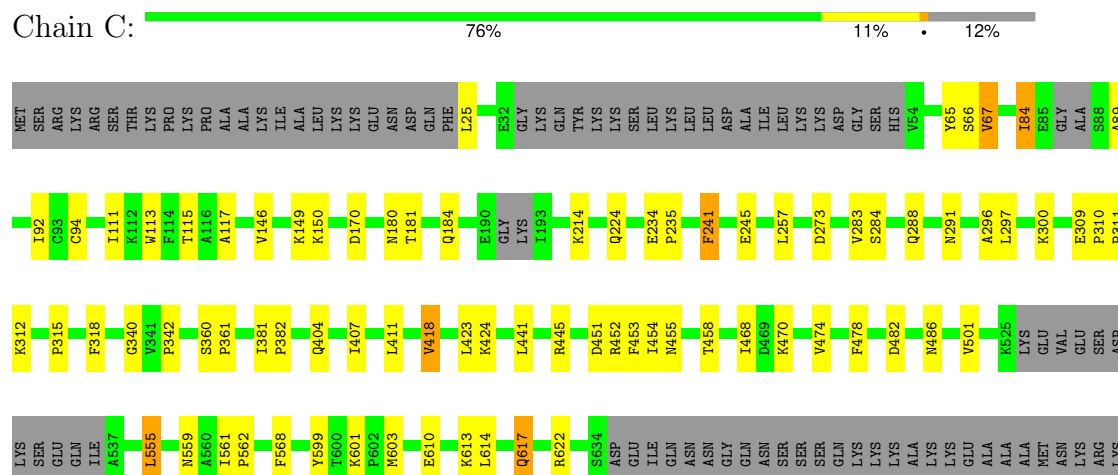 Chain C:
76% 11% • 12%
MET SER ARG LYS ARG SER THR LYS PRO LYS PRO ALA ALA LYS ILE ALA LEU LYS LYS GLU ASN ASP GLN PHE L25 E32 GLY LYS GLN TYR LYS LYS SER LEU LYS LEU LEU ASP ALA ILE LEU LYS LYS ASP GLY SER HIS V54 Y65 S66 V67 I84 E85 GLY ALA S88 A89
I92 C93 C94 I111 K112 W113 F114 T115 A116 A117 V146 K149 K150 D170 N180 T181 Q184 E190 GLY LYS I193 K214 Q224 E234 P235 F241 E245 L257 D273 V283 S284 Q288 N291 A296 L297 K300 E309 P310 P311
K312 P315 F318 G340 V341 P342 S360 P361 I381 P382 Q404 I407 L411 V418 L423 K424 L441 R445 D451 R452 F453 I454 N455 T458 I468 D469 K470 V474 F478 D482 N486 V501 K525 LYS GLU VAL GLU SER ASP
LYS SER GLU GLN ILE A537 L555 N559 A560 I561 P562 F568 Y599 T600 K601 P602 M603 E610 K613 L614 Q617 R622 S634 ASP GLU ILE GLN ASN ASN GLY GLN ASN SER SER SER LYS LYS LYS ALA LYS LYS GLU ALA LYS ALA MET ASN LYS ARG LYS